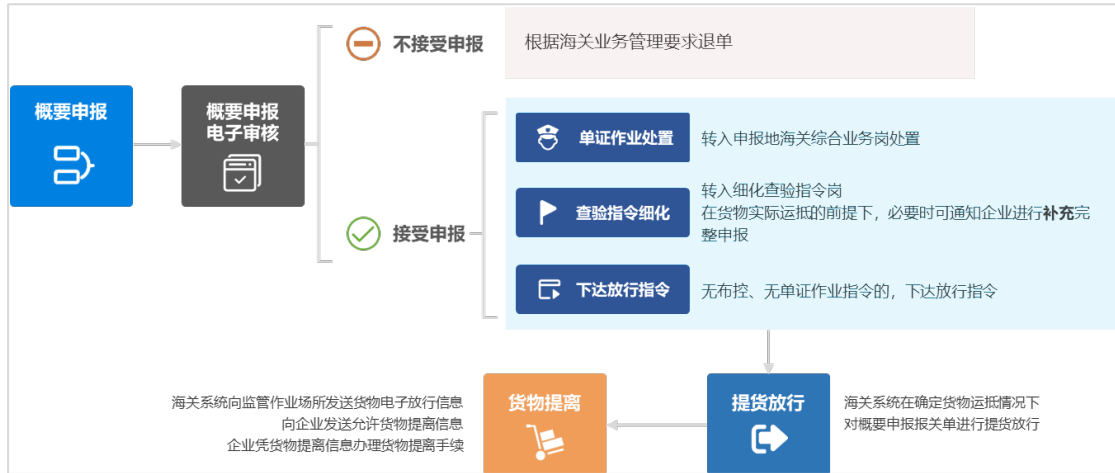 不接受申报
根据海关业务管理要求退单
概要申报
概要申报
电子审核
接受申报
单证作业处置
转入申报地海关综合业务岗处置
查验指令细化
转入细化查验指令岗
在货物实际运抵的前提下，必要时可通知企业进行补充完
整申报
下达放行指令
无布控、无单证作业指令的，下达放行指令
海关系统向监管作业场所发送货物电子放行信息
向企业发送允许货物提离信息
企业凭货物提离信息办理货物提离手续
货物提离
提货放行
海关系统在确定货物运抵情况下
对概要申报报关单进行提货放行